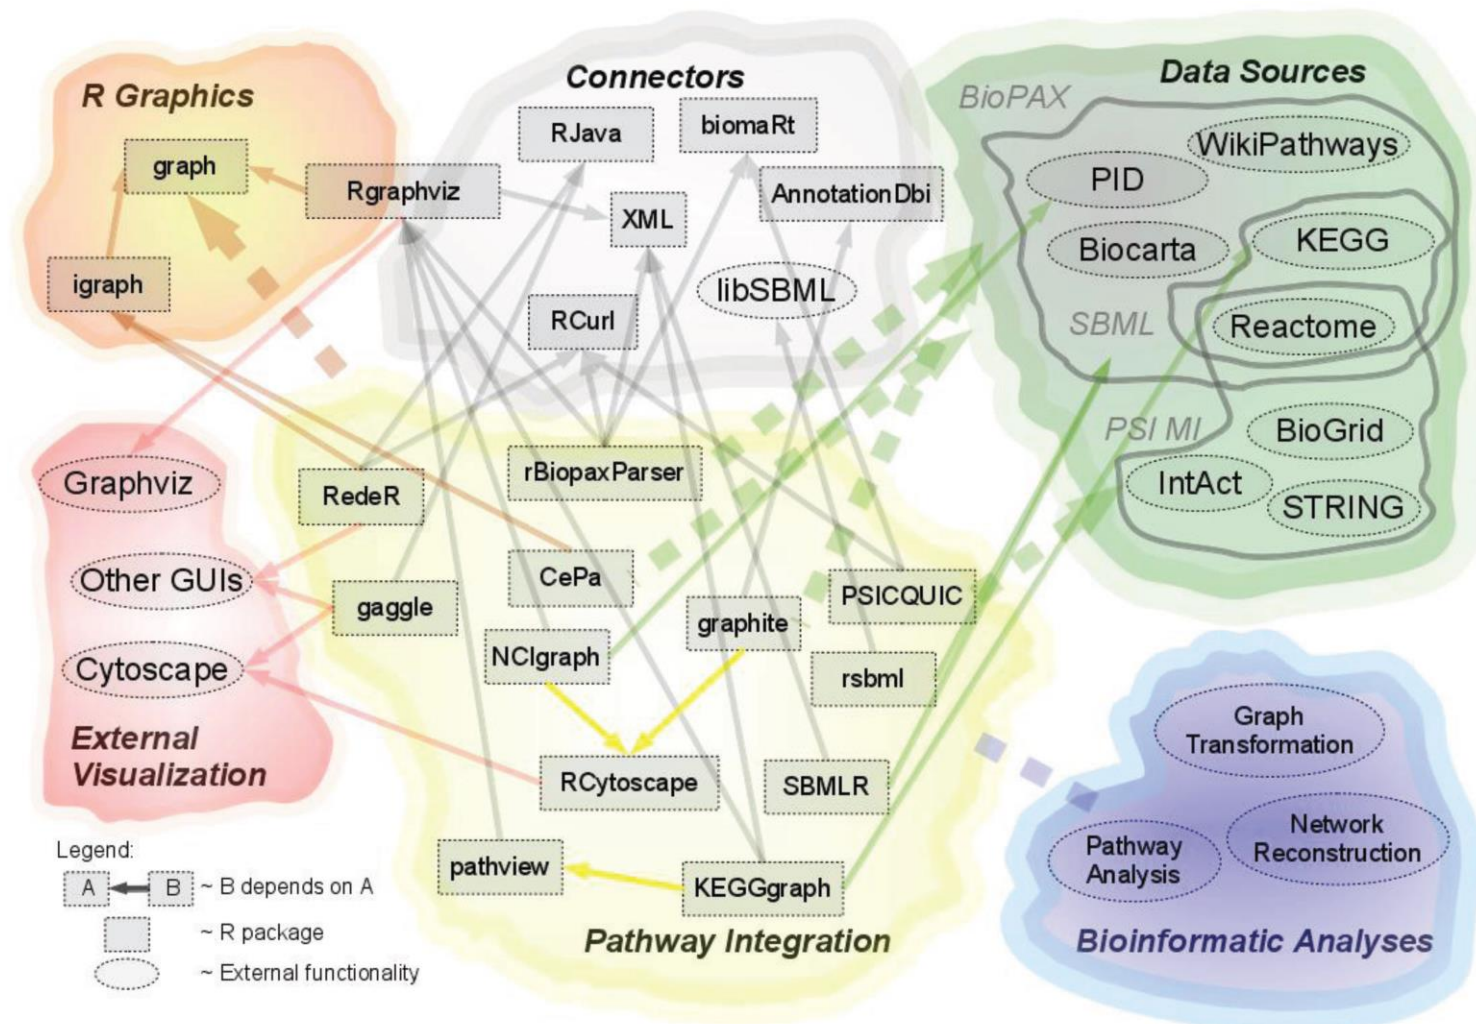 R Graphics
graph
Rgraphviz
igraph
Connectors
RJava
biomaRt
AnnotationDbi
XML
libSBML
RCurl
Data Sources
BioPAX
WikiPathways
PID
Biocarta
KEGG
SBML
Reactome
PSI MI
BioGrid
IntAct
STRING
Graphviz
Other GUIs
Cytoscape
External
Visualization
RedeR
rBiopaxParser
CePa
gaggle
NCIgraph
graphite
PSICQUIC
rsbml
RCytoscape
SBMLR
pathview
KEGGgraph
Pathway Integration
Graph
Transformation
Network
Reconstruction
Pathway
Analysis
Bioinformatic Analyses
Legend:
A B ~ B depends on A
~ R package
~ External functionality